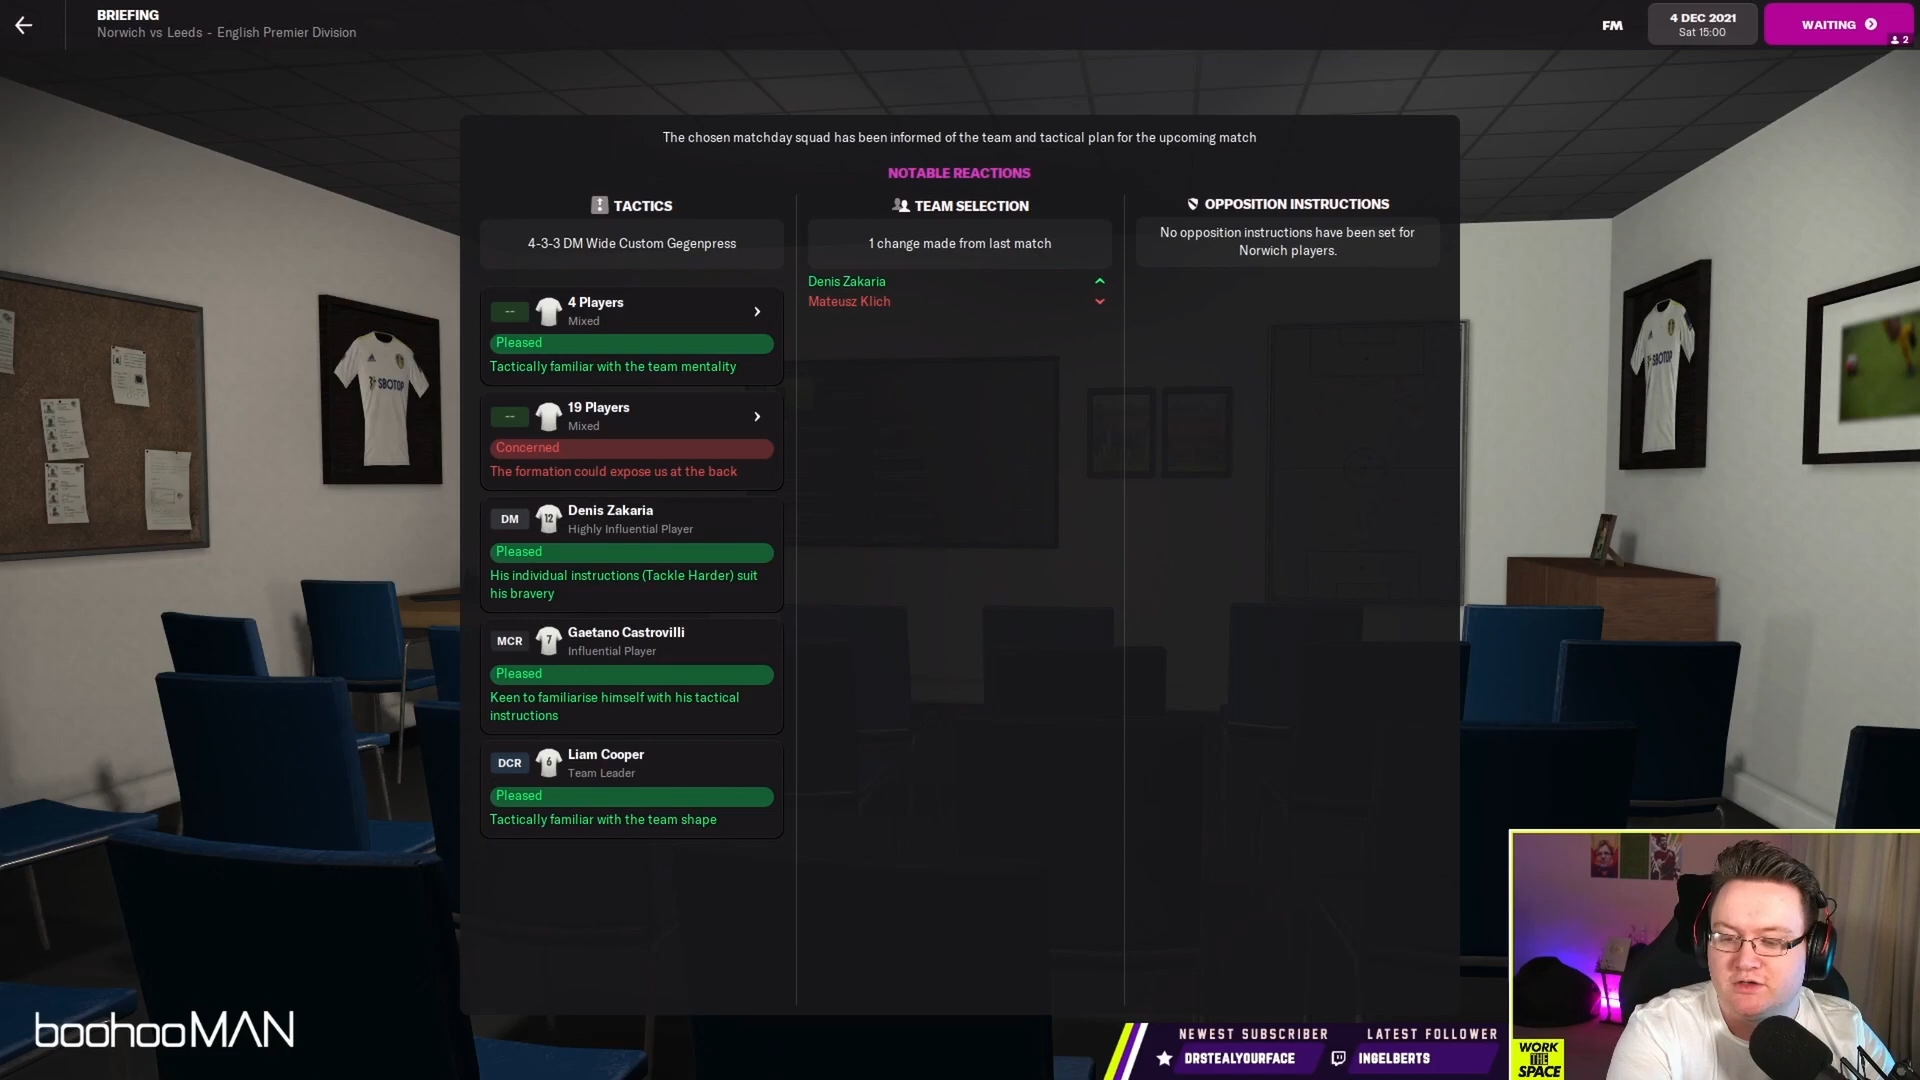 BRIEFING
Norwich vs Leeds - English Premier Division
FM
4 DEC 2021
Sat 15:00
WAITING
2
The chosen matchday squad has been informed of the team and tactical plan for the upcoming match
NOTABLE REACTIONS
TACTICS
4-3-3 DM Wide Custom Gegenpress
-- 4 Players
Mixed
Pleased
Tactically familiar with the team mentality
-- 19 Players
Mixed
Concerned
The formation could expose us at the back
DM 12 Denis Zakaria
Highly Influential Player
Pleased
His individual instructions (Tackle Harder) suit
his bravery
MCR 7 Gaetano Castrovilli
Influential Player
Pleased
Keen to familiarise himself with his tactical
instructions
DCR 6 Liam Cooper
Team Leader
Pleased
Tactically familiar with the team shape
TEAM SELECTION
1 change made from last match
Denis Zakaria
Mateusz Klich
OPPOSITION INSTRUCTIONS
No opposition instructions have been set for
Norwich players.
SBOTOP
SBOTOP
boohooMAN
NEWEST SUBSCRIBER
DRSTEALYOURFACE
LATEST FOLLOWER
INGELBERTS
WORK
THE
SPACE